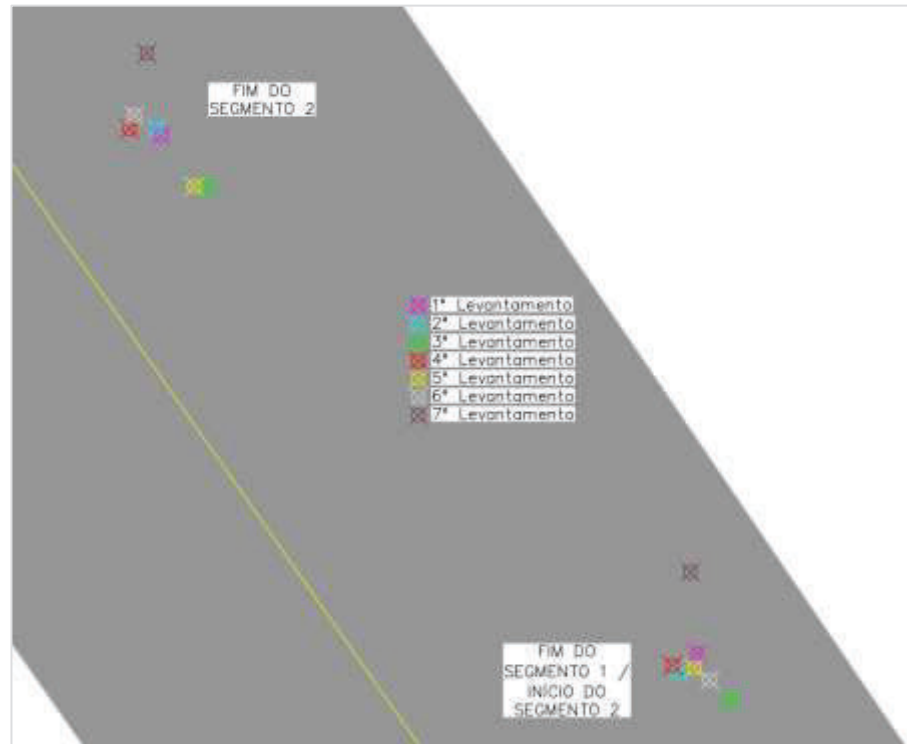 FIM DO
SEGMENTO 2
1° Levantamento
2° Levantamento
3° Levantamento
4° Levantamento
5° Levantamento
6° Levantamento
7° Levantamento
FIM DO
SEGMENTO 1 /
INÍCIO DO
SEGMENTO 2